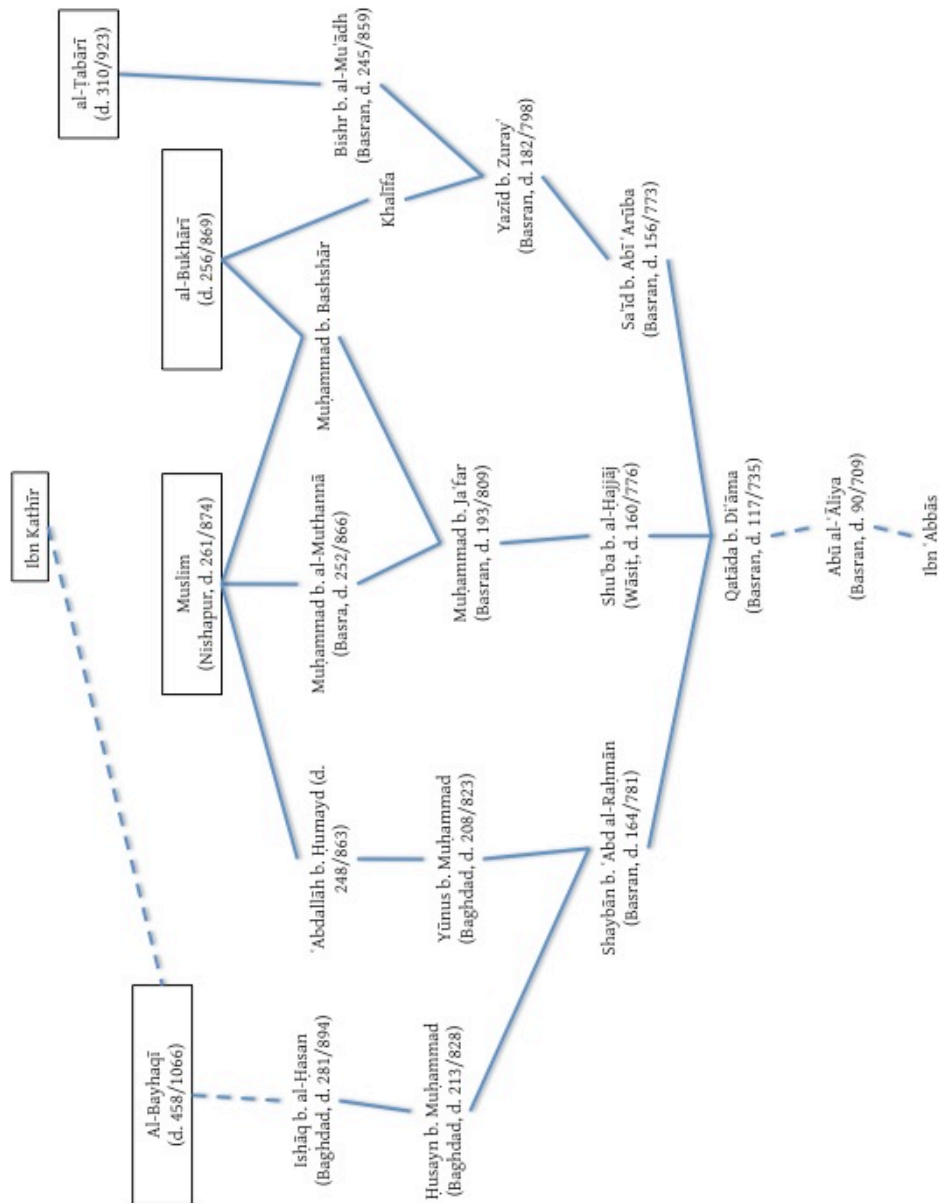 Ibn Kathīr
Al-Bayhaqī
(d. 458/1066)
Muslim
(Nishapur, d. 261/874)
al-Bukhārī
(d. 256/869)
al-Ṭabārī
(d. 310/923)
Isḥāq b. al-Ḥasan
(Baghdad, d. 281/894)
ʿAbdallāh b. Ḥumayd (d.
248/863)
Muḥammad b. al-Muthannā
(Basra, d. 252/866)
Muḥammad b. Bashshār
Khalīfa
Bishr b. al-Muʿādh
(Basran, d. 245/859)
Ḥusayn b. Muḥammad
(Baghdad, d. 213/828)
Yūnus b. Muḥammad
(Baghdad, d. 208/823)
Muḥammad b. Jaʿfar
(Basran, d. 193/809)
Yazīd b. Zurayʿ
(Basran, d. 182/798)
Shaybān b. ʿAbd al-Raḥmān
(Basran, d. 164/781)
Shuʿba b. al-Ḥajjāj
(Wāsiṭ, d. 160/776)
Saʿīd b. Abī ʿArūba
(Basran, d. 156/773)
Qatāda b. Diʿāma
(Basran, d. 117/735)
Abū al-ʿĀliya
(Basran, d. 90/709)
Ibn ʿAbbās